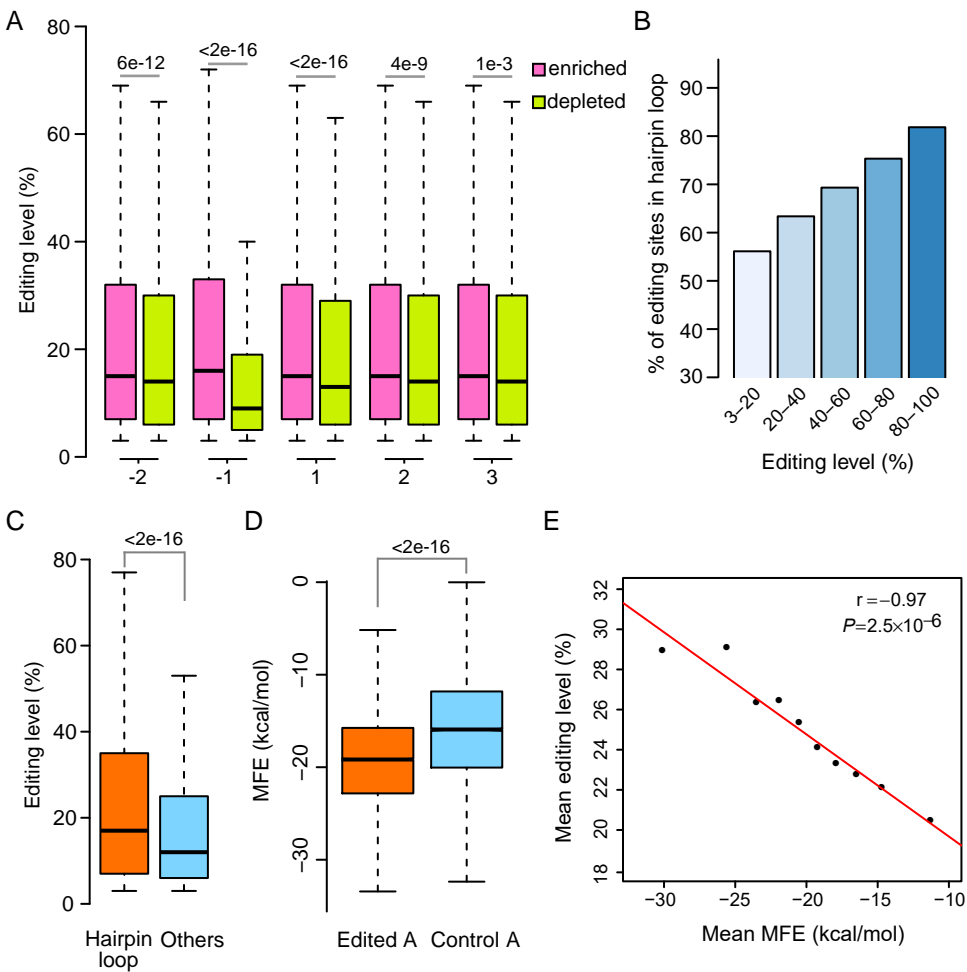 A
80
60
40
20
0
Editing level (%)
6e-12
<2e-16
<2e-16
4e-9
1e-3
enriched
depleted
-2
-1
1
2
3
B
90
80
70
60
50
40
30
% of editing sites in hairpin loop
3−20
20−40
40−60
60−80
80−100
Editing level (%)
C
80
60
40
20
0
Editing level (%)
<2e-16
Hairpin
loop
Others
D
0
−10
−20
−30
MFE (kcal/mol)
<2e-16
Edited A
Control A
E
32
30
28
26
24
22
20
18
Mean editing level (%)
r=−0.97
P=2.5×10⁻⁶
−30
−25
−20
−15
−10
Mean MFE (kcal/mol)